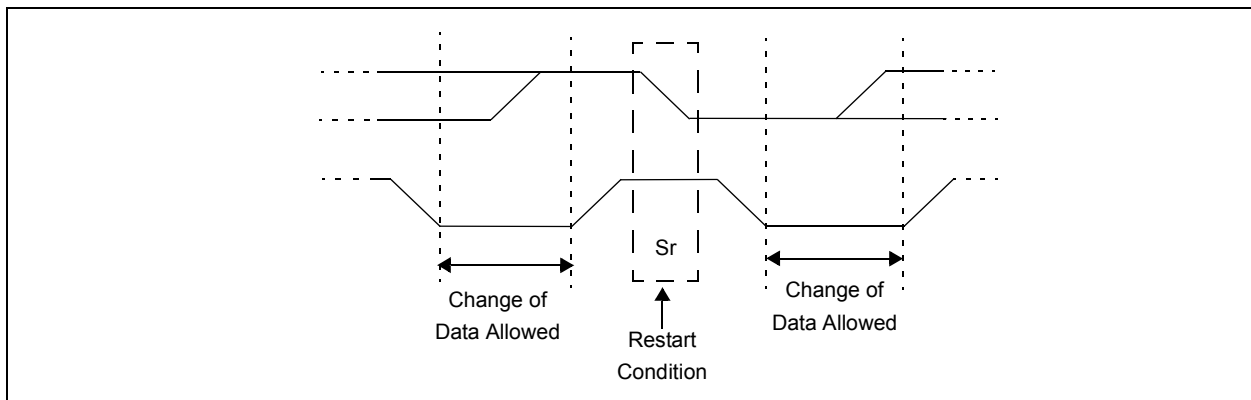 Sr
Change of
Data Allowed
Restart
Condition
Change of
Data Allowed